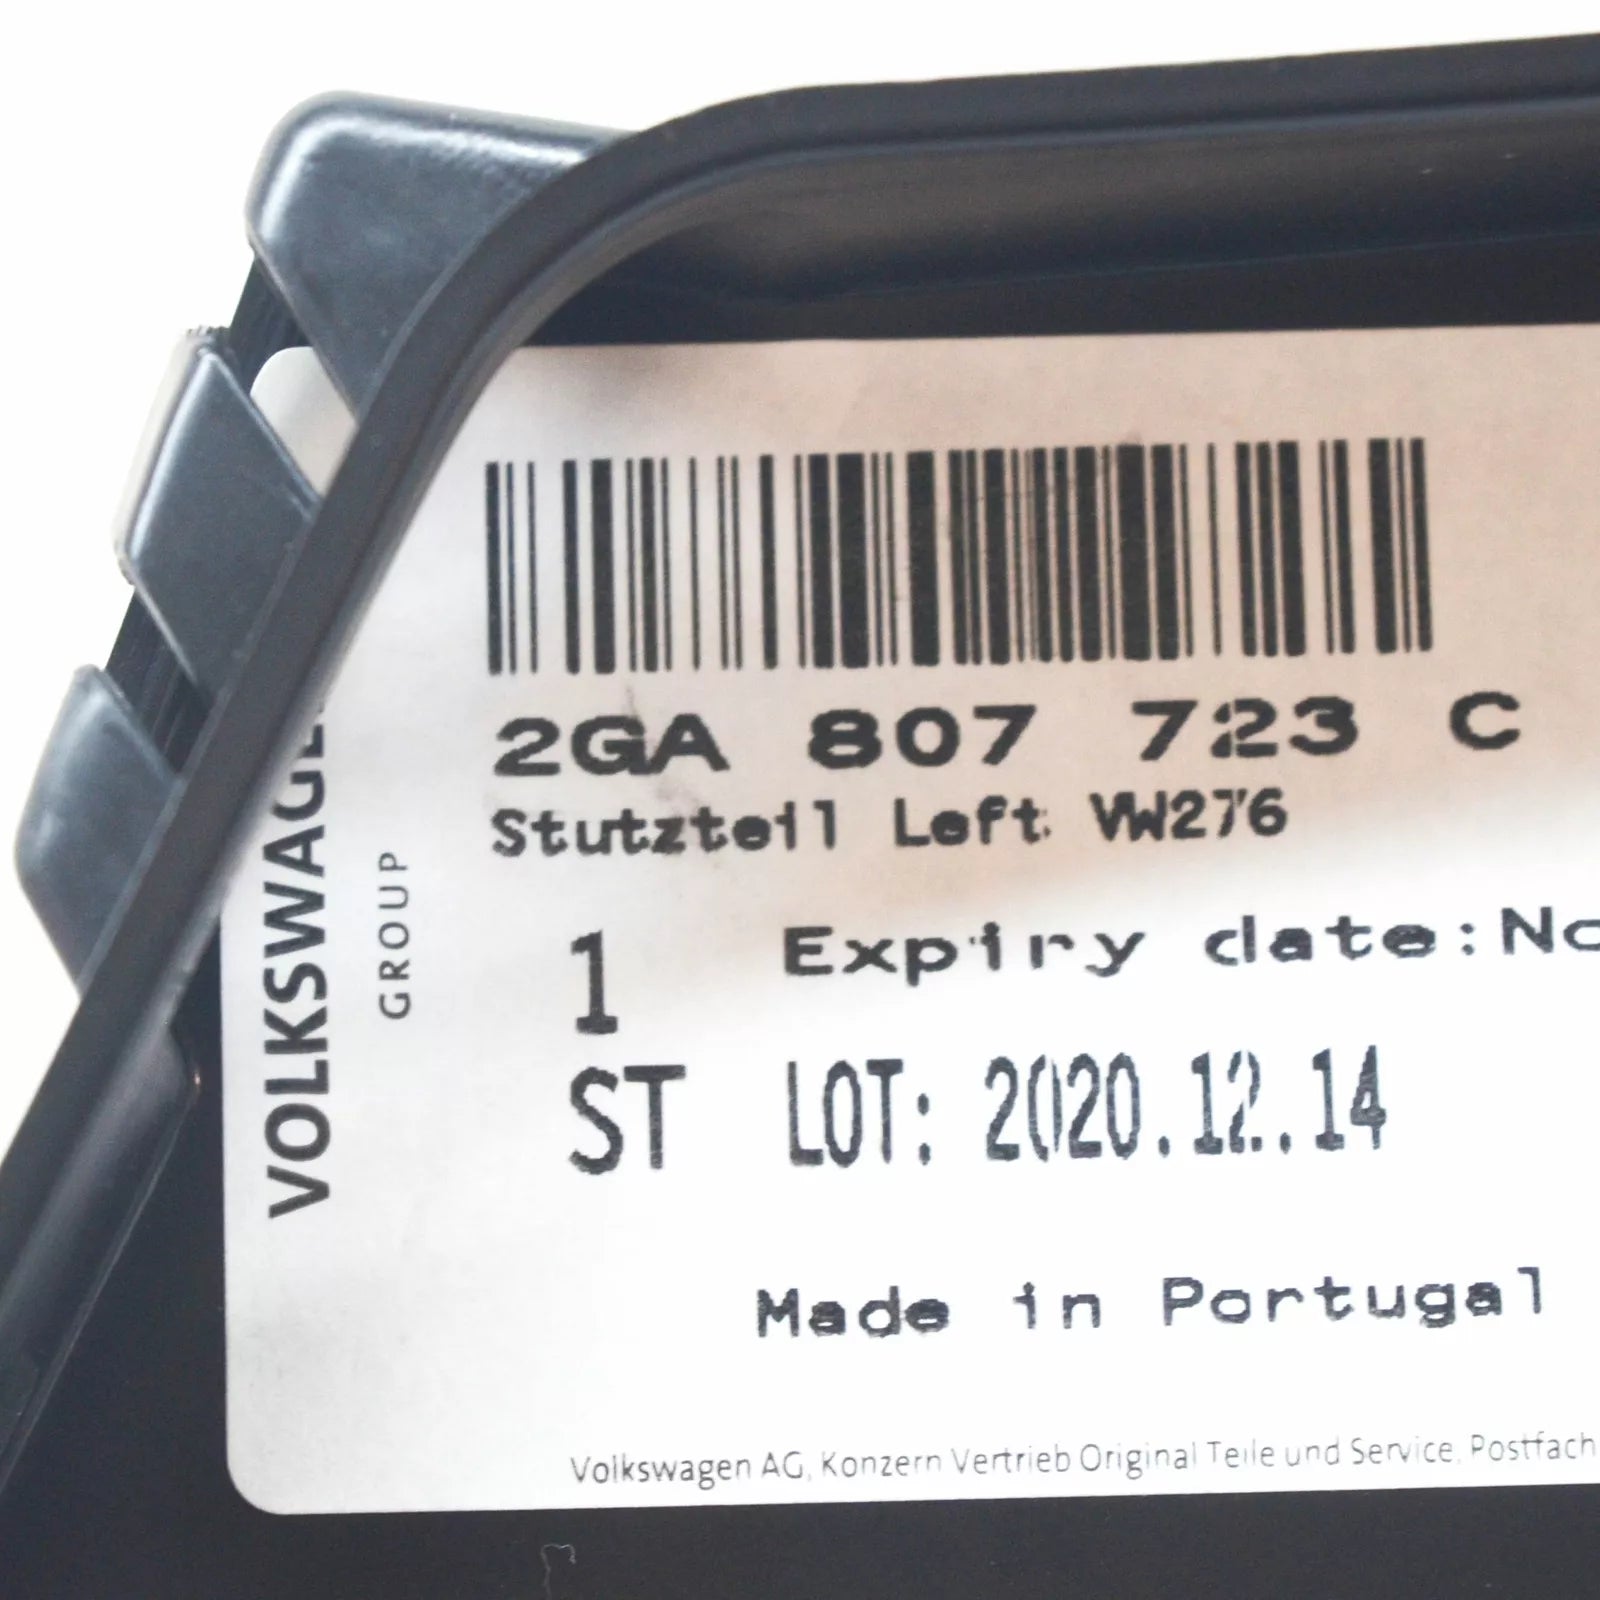 VOLKSWAGE
GROUP
2GA 807 723 C
Stutzteil Left VW276
1
Expiry date:No
ST
LOT: 2020.12.14
Made in Portugal
Volkswagen AG, Konzern Vertrieb Original Teile und Service, Postfach